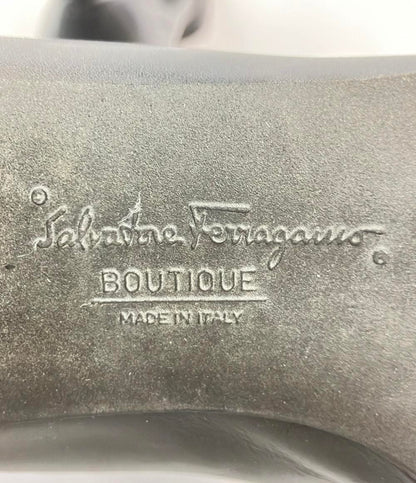 Salvatore Ferragamo
BOUTIQUE
MADE IN ITALY